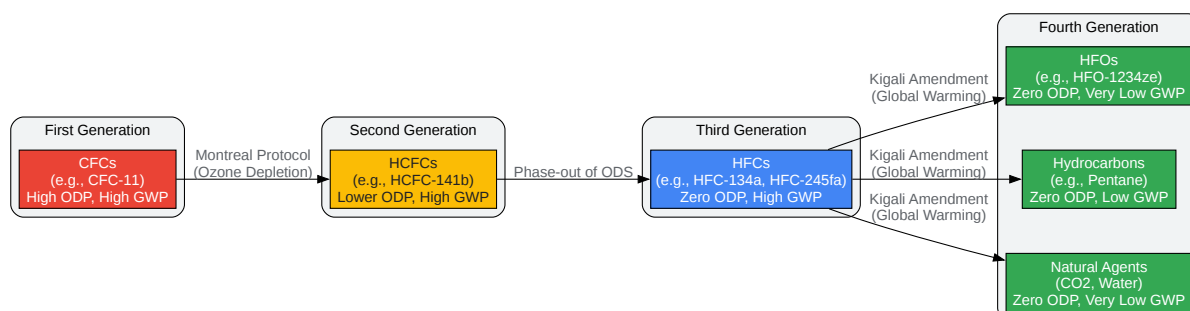 Fourth Generation
HFOs
(e.g., HFO-1234ze)
Zero ODP, Very Low GWP
Kigali Amendment
(Global Warming)
First Generation
CFCs
(e.g., CFC-11)
High ODP, High GWP
Montreal Protocol
(Ozone Depletion)
Second Generation
HCFCs
(e.g., HCFC-141b)
Lower ODP, High GWP
Phase-out of ODS
Third Generation
HFCs
(e.g., HFC-134a, HFC-245fa)
Zero ODP, High GWP
Kigali Amendment
(Global Warming)
Hydrocarbons
(e.g., Pentane)
Zero ODP, Low GWP
Kigali Amendment
(Global Warming)
Natural Agents
(CO2, Water)
Zero ODP, Very Low GWP